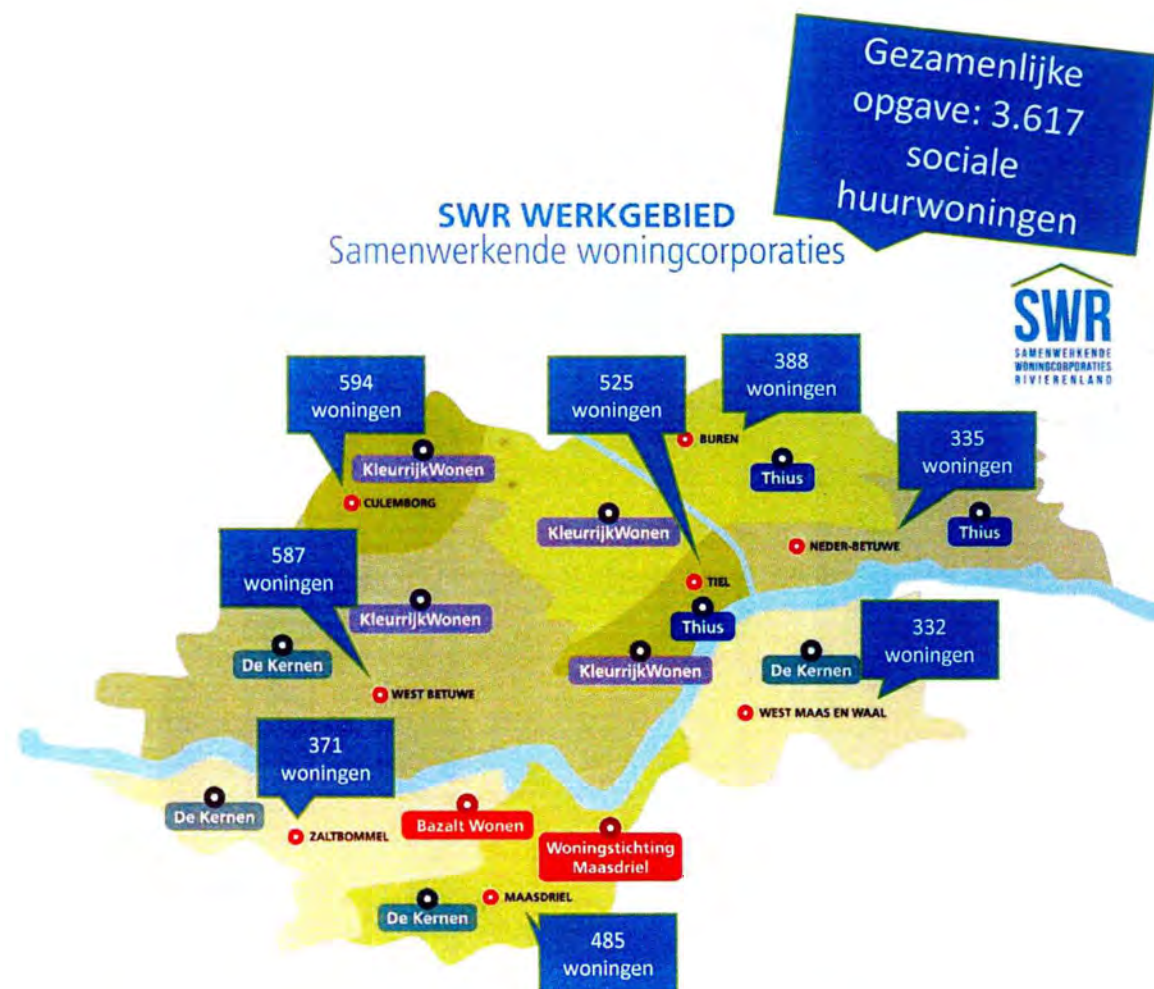 Gezamenlijke
opgave: 3.617
sociale
huurwoningen
SWR WERKGEBIED
Samenwerkende woningcorporaties
SWR
SAMENWERKENDE
WONINGCORPORATIES
RIVIERENLAND
594
woningen
525
woningen
388
woningen
BUREN
335
woningen
KleurrijkWonen
Thius
CULEMBORG
KleurrijkWonen
Thius
NEDER-BETUWE
587
woningen
TIEL
KleurrijkWonen
Thius
332
woningen
De Kernen
KleurrijkWonen
De Kernen
WEST BETUWE
WEST MAAS EN WAAL
371
woningen
De Kernen
Bazalt Wonen
ZALTBOMMEL
Woningstichting
Maasdriel
MAASDRIEL
De Kernen
485
woningen